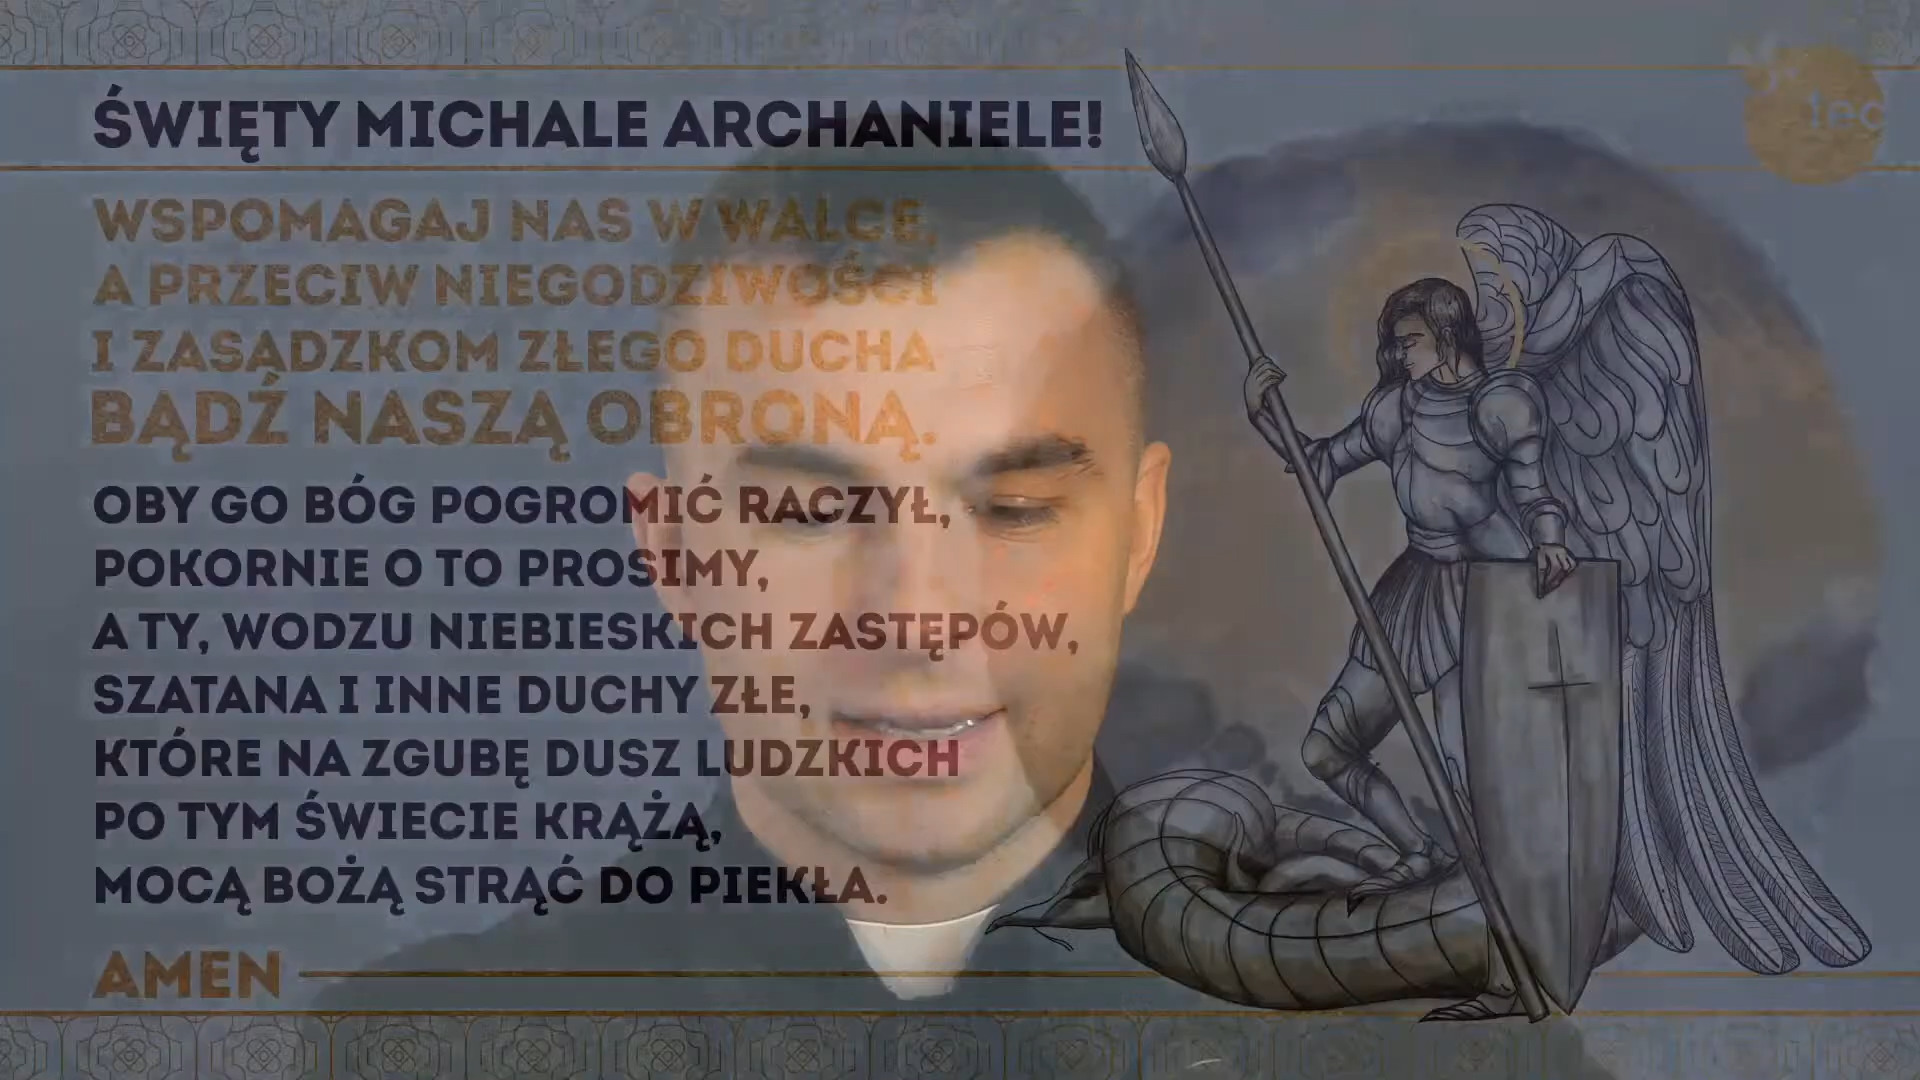 ŚWIĘTY MICHALE ARCHANIELE!
WSPOMAGAJ NAS W WALCE,
A PRZECIW NIEGODZIWOŚCI
I ZASADZKOM ZŁEGO DUCHA
BĄDŹ NASZĄ OBRONĄ.
OBY GO BÓG POGROMIĆ RACZYŁ,
POKORNIE O TO PROSIMY,
A TY, WODZU NIEBIESKICH ZASTĘPÓW,
SZATANA I INNE DUCHY ZŁE,
KTÓRE NA ZGUBĘ DUSZ LUDZKICH
PO TYM ŚWIECIE KRĄŻĄ,
MOCĄ BOŻĄ STRĄĆ DO PIEKŁA.
AMEN